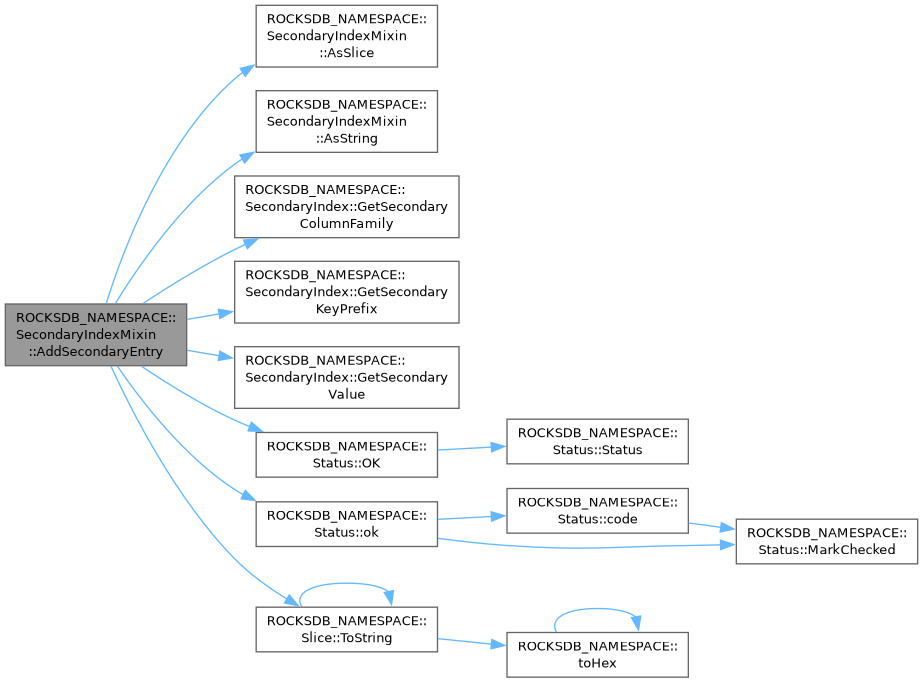 ROCKSDB_NAMESPACE::
SecondaryIndexMixin
::AddSecondaryEntry
ROCKSDB_NAMESPACE::
SecondaryIndexMixin
::AsSlice
ROCKSDB_NAMESPACE::
SecondaryIndexMixin
::AsString
ROCKSDB_NAMESPACE::
SecondaryIndex::GetSecondary
ColumnFamily
ROCKSDB_NAMESPACE::
SecondaryIndex::GetSecondary
KeyPrefix
ROCKSDB_NAMESPACE::
SecondaryIndex::GetSecondary
Value
ROCKSDB_NAMESPACE::
Status::OK
ROCKSDB_NAMESPACE::
Status::Status
ROCKSDB_NAMESPACE::
Status::ok
ROCKSDB_NAMESPACE::
Status::code
ROCKSDB_NAMESPACE::
Status::MarkChecked
ROCKSDB_NAMESPACE::
Slice::ToString
ROCKSDB_NAMESPACE::
toHex